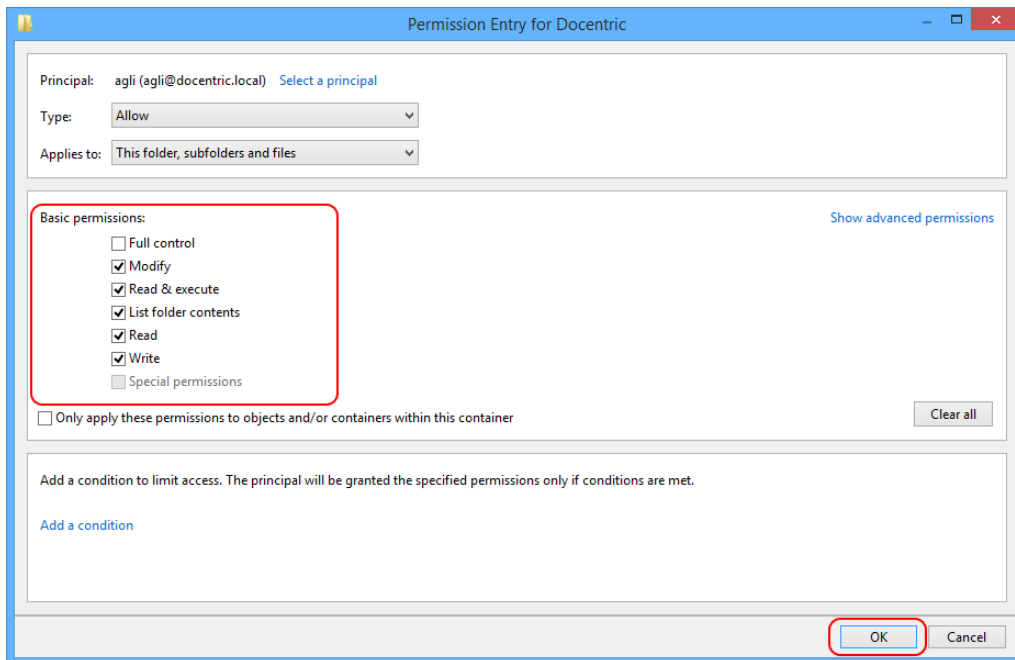 Permission Entry for Docentric
Principal: agli (agli@docentric.local) Select a principal
Type: Allow
Applies to: This folder, subfolders and files
Basic permissions: Show advanced permissions
Full control
Modify
Read & execute
List folder contents
Read
Write
Special permissions
Only apply these permissions to objects and/or containers within this container
Clear all
Add a condition to limit access. The principal will be granted the specified permissions only if conditions are met.
Add a condition
OK Cancel